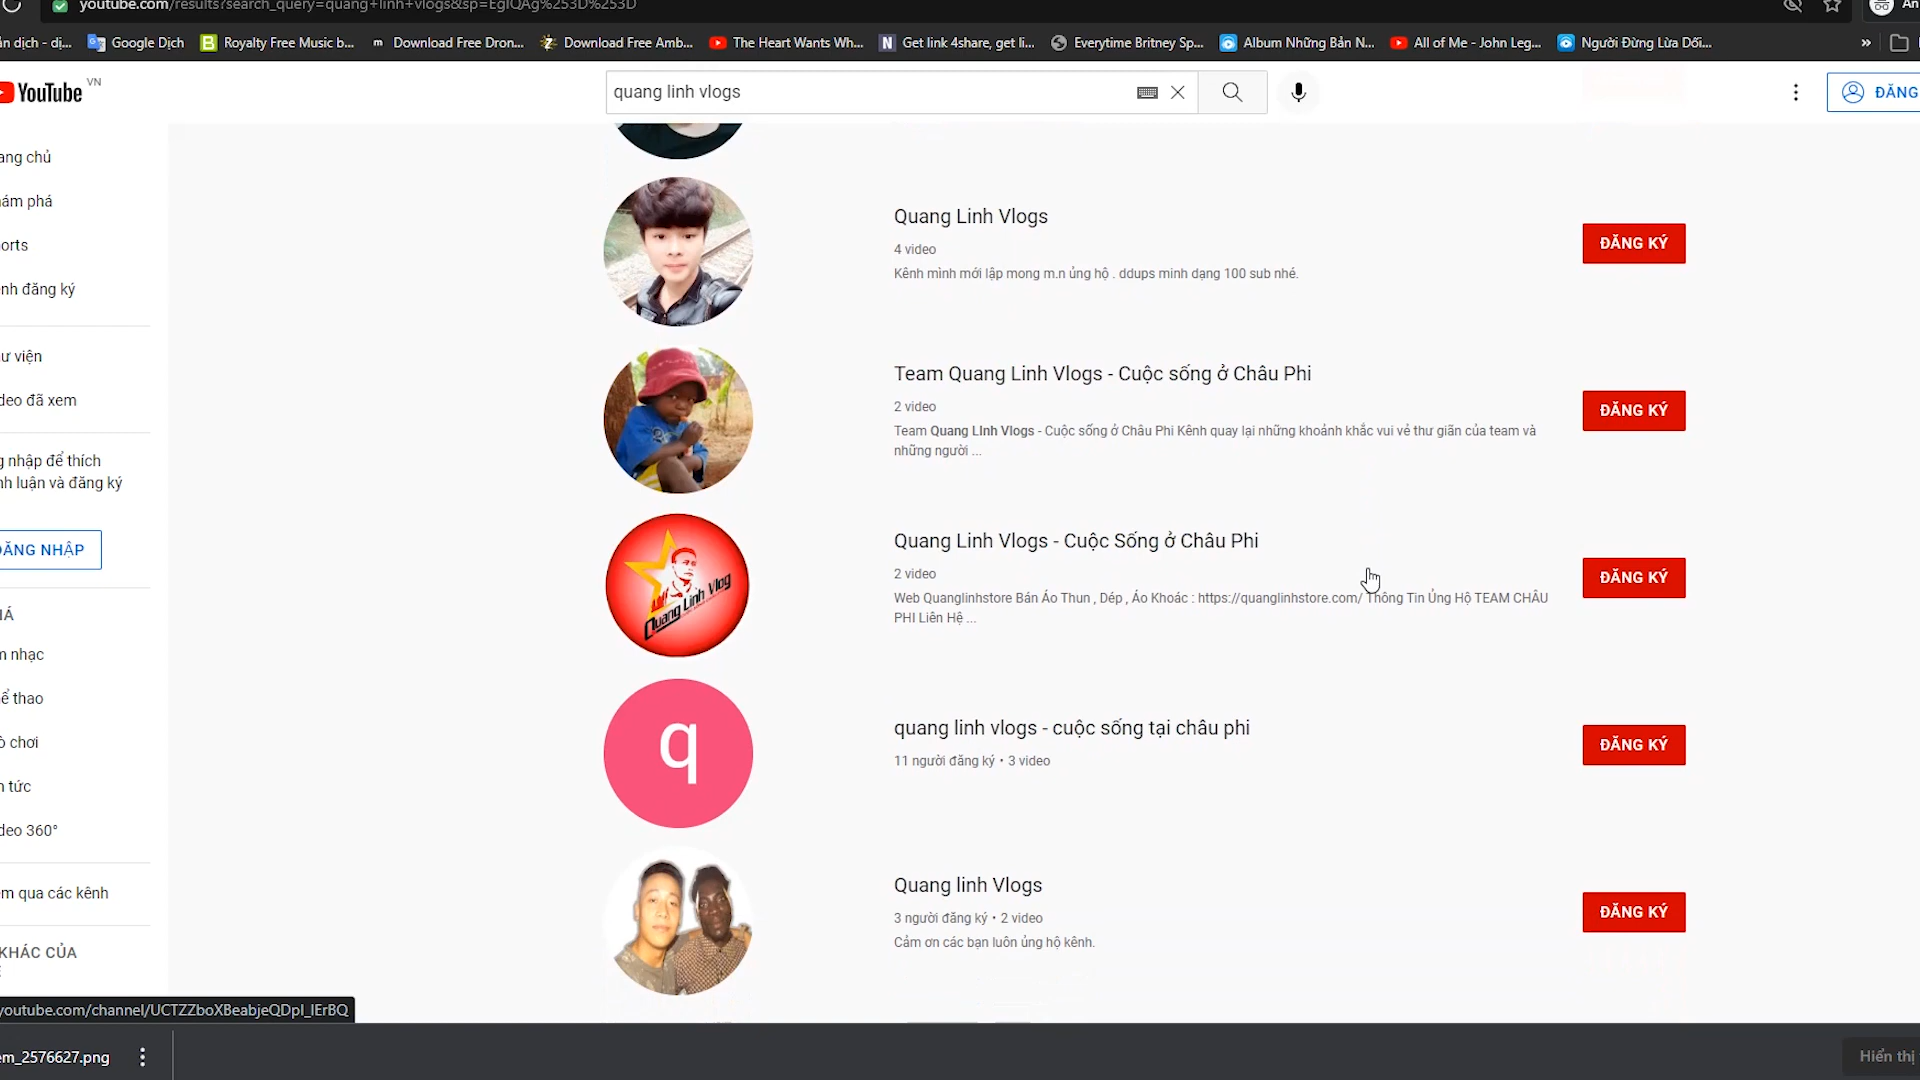 youtube.com/results?search_query=quang+linh+vlogs&sp=EgIQAg%253D%253D
ản dịch - dị...
Google Dịch
Royalty Free Music b...
Download Free Dron...
Download Free Amb...
The Heart Wants Wh...
Get link 4share, get li...
Everytime Britney Sp...
Album Những Bản N...
All of Me - John Leg...
Người Đừng Lừa Dối...
YouTube VN
quang linh vlogs
ĐĂNG
ang chủ
ám phá
orts
nh đăng ký
ư viện
deo đã xem
g nhập để thích
nh luận và đăng ký
ĐĂNG NHẬP
Á
m nhạc
ể thao
ò chơi
n tức
deo 360°
em qua các kênh
KHÁC CỦA
E
Quang Linh Vlogs
4 video
Kênh mình mới lập mong m.n ủng hộ . ddups minh dạng 100 sub nhé.
ĐĂNG KÝ
Team Quang Linh Vlogs - Cuộc sống ở Châu Phi
2 video
Team Quang LInh Vlogs - Cuộc sống ở Châu Phi Kênh quay lại những khoảnh khắc vui vẻ thư giãn của team và
những người ...
ĐĂNG KÝ
Quang Linh Vlog
Quang Linh Vlogs - Cuộc Sống ở Châu Phi
2 video
Web Quanglinhstore Bán Áo Thun , Dép , Áo Khoác : https://quanglinhstore.com/ Thông Tin Ủng Hộ TEAM CHÂU
PHI Liên Hệ ...
ĐĂNG KÝ
q
quang linh vlogs - cuộc sống tại châu phi
11 người đăng ký • 3 video
ĐĂNG KÝ
Quang linh Vlogs
3 người đăng ký • 2 video
Cảm ơn các bạn luôn ủng hộ kênh.
ĐĂNG KÝ
youtube.com/channel/UCTZZboXBeabjeQDpI_lErBQ
em_2576627.png
Hiển thị